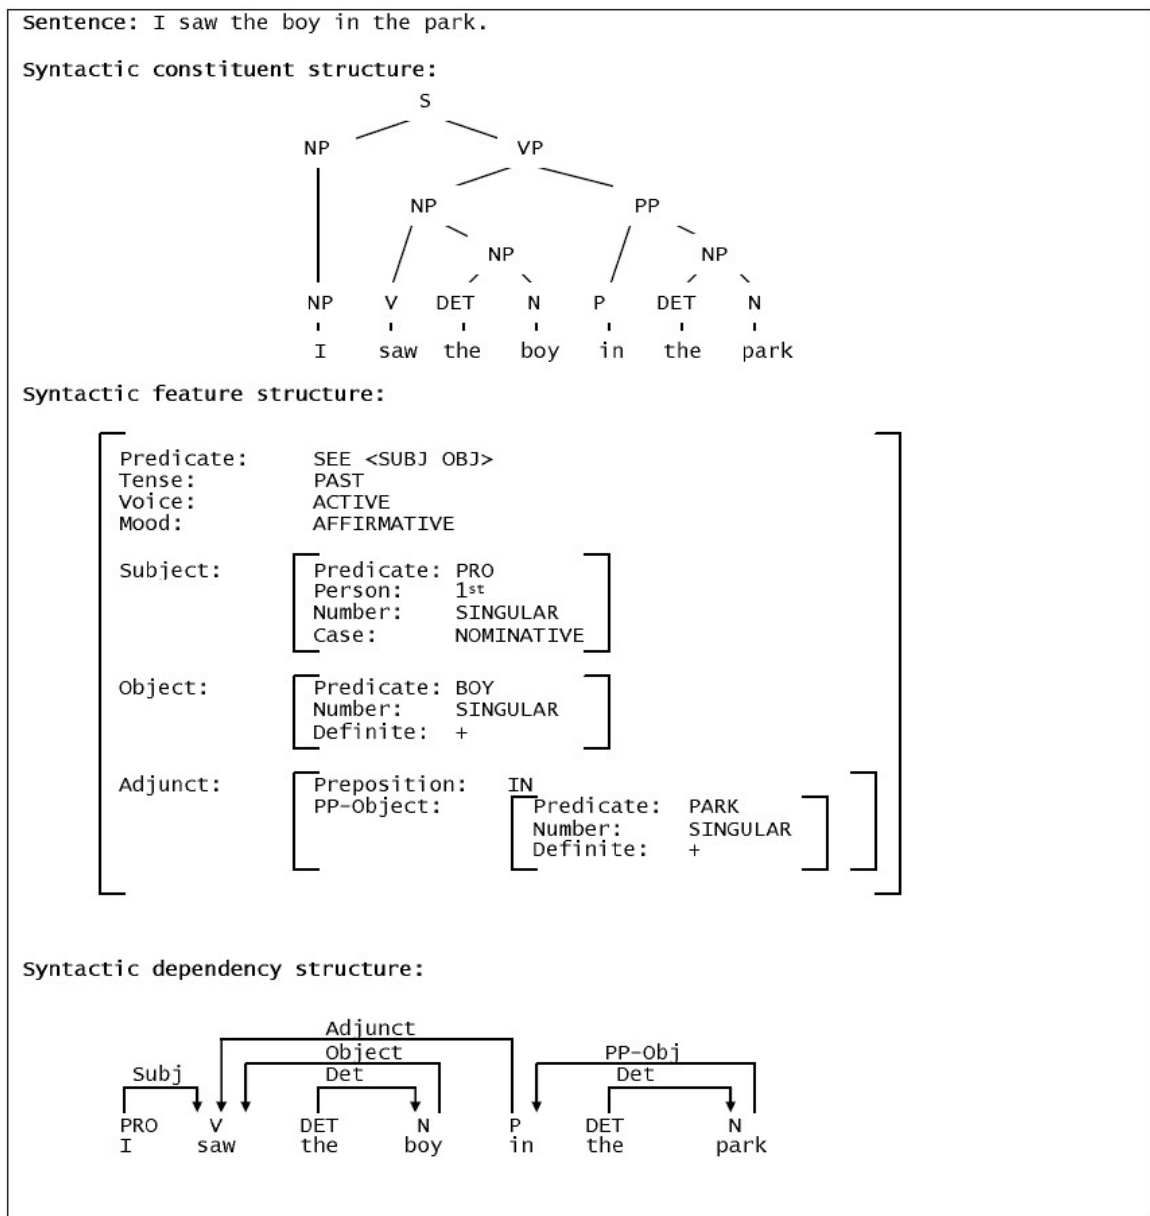 Sentence: I saw the boy in the park.
Syntactic constituent structure:
S
NP VP
NP PP
NP NP
NP V DET N P DET N
I saw the boy in the park
Syntactic feature structure:
Predicate: SEE <SUBJ OBJ>
Tense: PAST
Voice: ACTIVE
Mood: AFFIRMATIVE
Subject: Predicate: PRO
Person: 1st
Number: SINGULAR
Case: NOMINATIVE
Object: Predicate: BOY
Number: SINGULAR
Definite: +
Adjunct: Preposition: IN
PP-Object: Predicate: PARK
Number: SINGULAR
Definite: +
Syntactic dependency structure:
Adjunct
Object PP-Obj
Subj Det Det
PRO V DET N P DET N
I saw the boy in the park